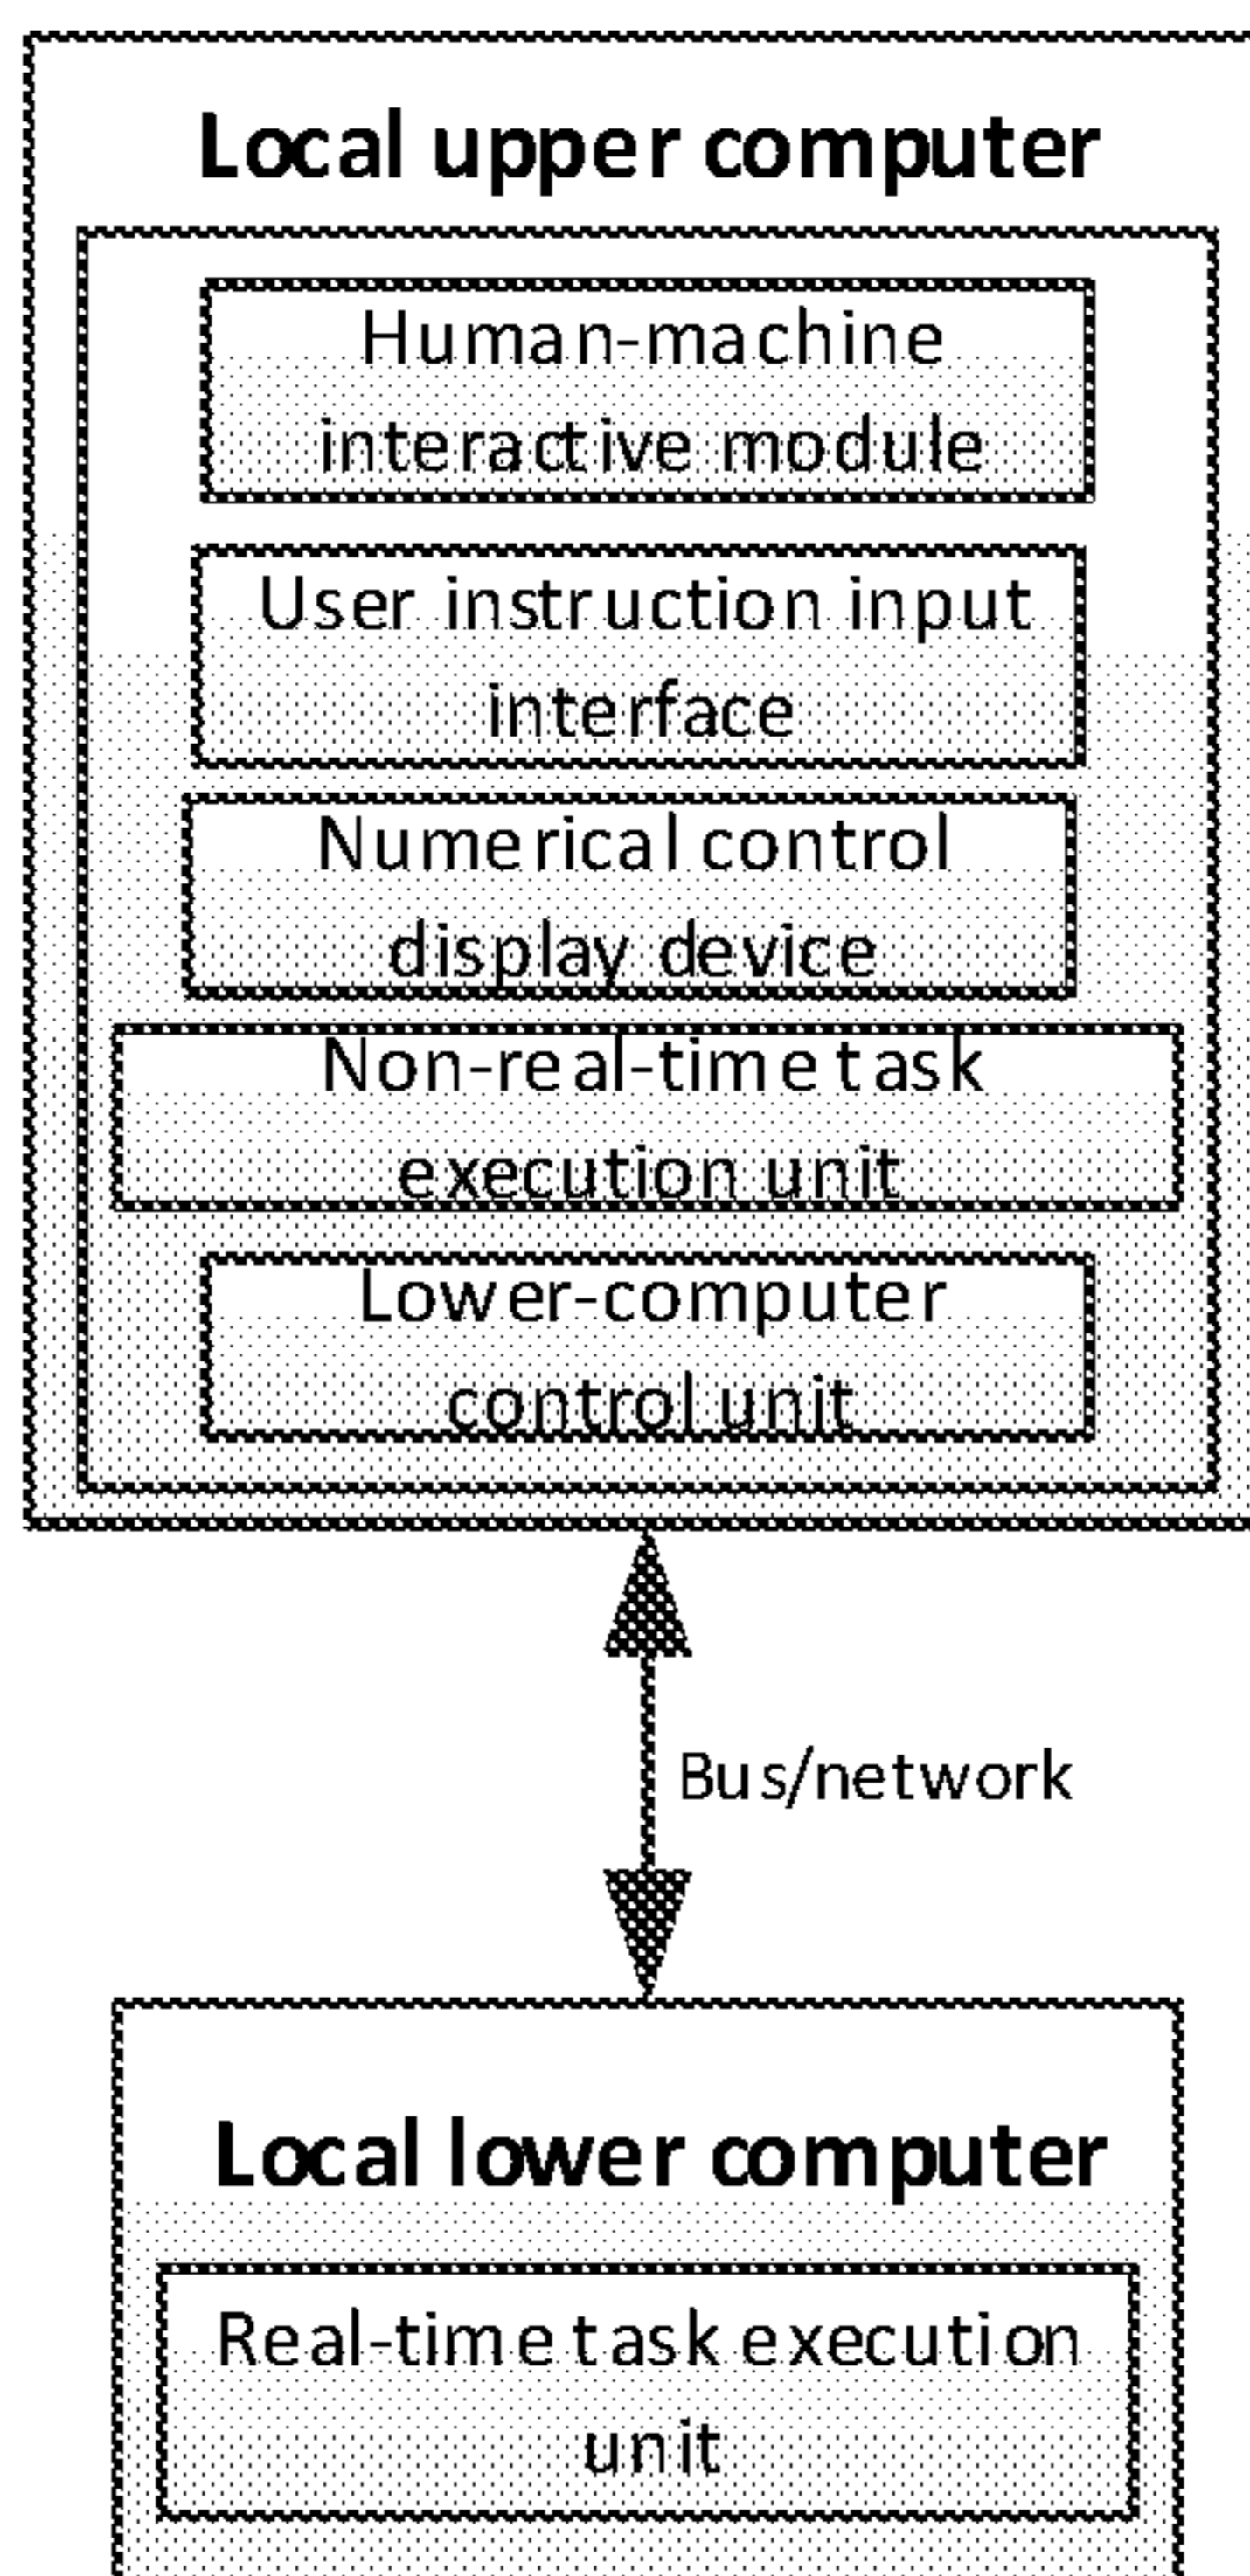 Local upper computer
Human-machine
interactive module
User instruction input
interface
Numerical control
display device
Non-real-time task
execution unit
Lower-computer
control unit
Bus/network
Local lower computer
Real-time task execution
unit